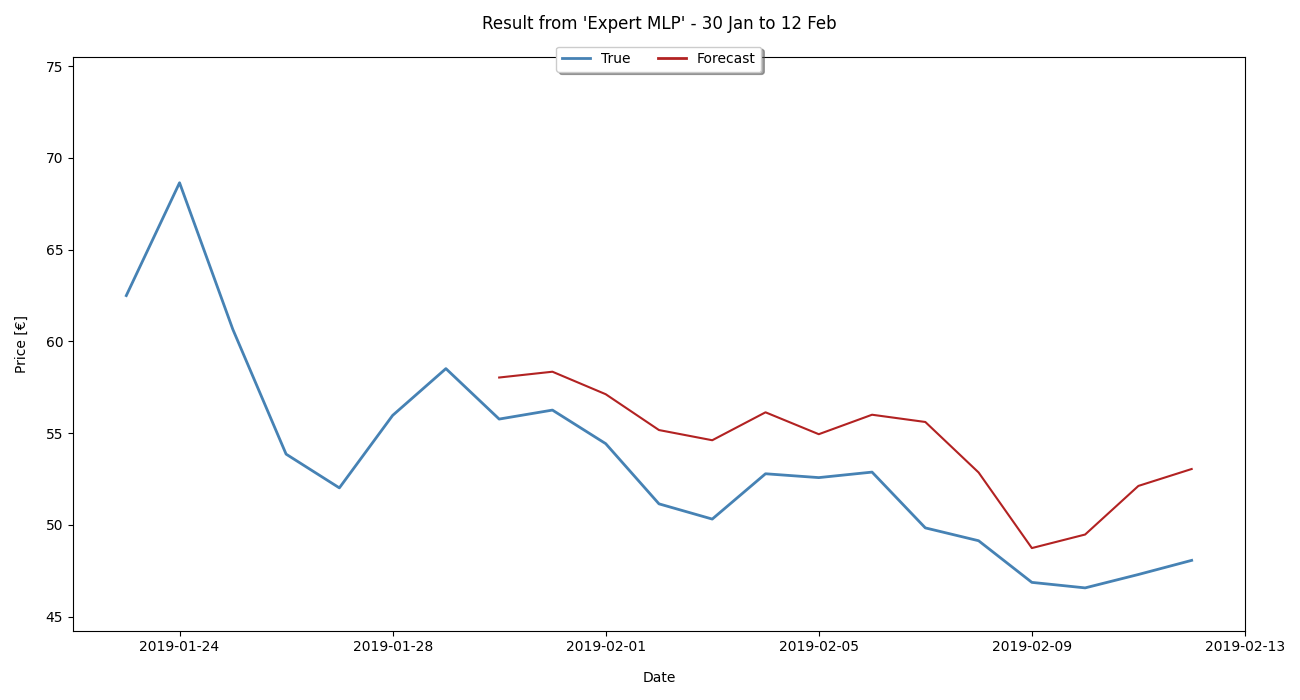 Result from 'Expert MLP' - 30 Jan to 12 Feb
True Forecast
75
70
65
60
55
50
45
Price [€]
2019-01-24 2019-01-28 2019-02-01 2019-02-05 2019-02-09 2019-02-13
Date